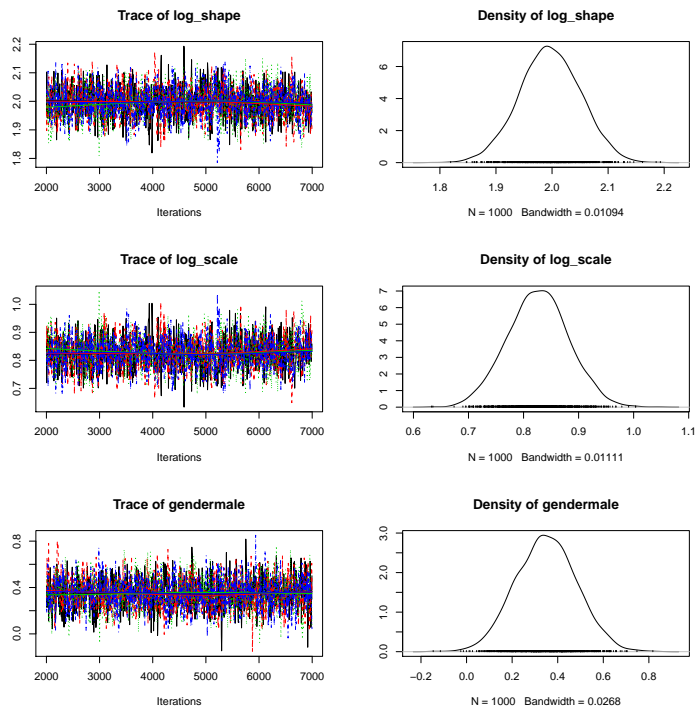 Trace of log_shape
1.8 1.9 2.0 2.1 2.2
2000 3000 4000 5000 6000 7000
Iterations
Density of log_shape
0 2 4 6
1.8 1.9 2.0 2.1 2.2
N = 1000 Bandwidth = 0.01094
Trace of log_scale
0.7 0.8 0.9 1.0
2000 3000 4000 5000 6000 7000
Iterations
Density of log_scale
0 1 2 3 4 5 6 7
0.6 0.7 0.8 0.9 1.0 1.1
N = 1000 Bandwidth = 0.01111
Trace of gendermale
0.0 0.4 0.8
2000 3000 4000 5000 6000 7000
Iterations
Density of gendermale
0.0 1.0 2.0 3.0
−0.2 0.0 0.2 0.4 0.6 0.8
N = 1000 Bandwidth = 0.0268